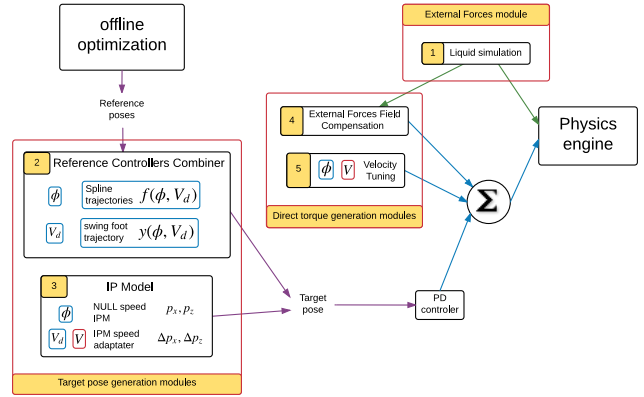 offline
optimization
Reference
poses
External Forces module
1 Liquid simulation
4 External Forces Field
Compensation
5 ϕ V Velocity
Tuning
Direct torque generation modules
Physics
engine
Σ
2 Reference Controllers Combiner
ϕ Spline
trajectories f(ϕ, V_d)
V_d swing foot
trajectory y(ϕ, V_d)
3 IP Model
ϕ NULL speed
IPM p_x, p_z
V_d V IPM speed
adaptater Δp_x, Δp_z
Target pose generation modules
Target
pose
PD
controler